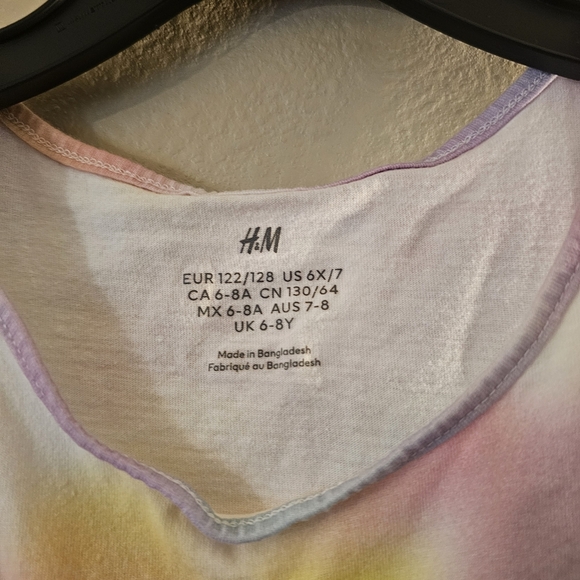 H&M
EUR 122/128 US 6X/7
CA 6-8A CN 130/64
MX 6-8A AUS 7-8
UK 6-8Y
Made in Bangladesh
Fabriqué au Bangladesh